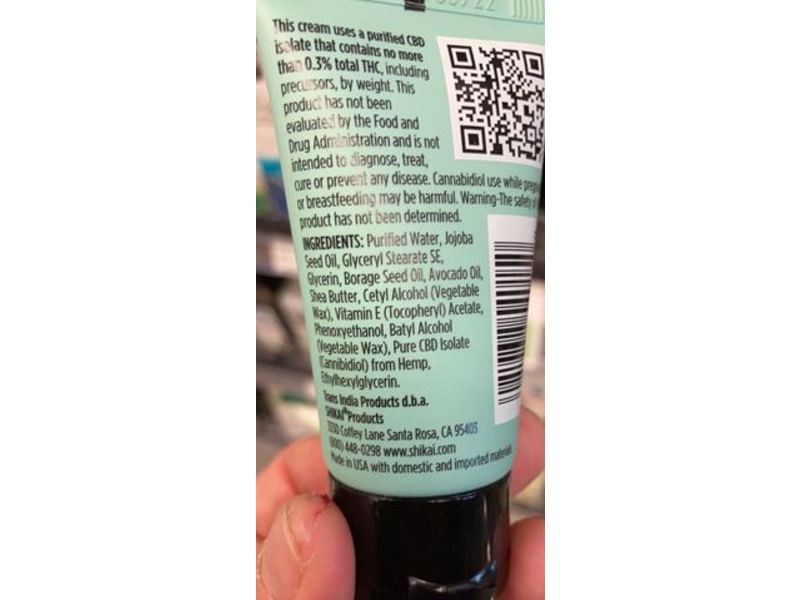 This cream uses a purified CBD
isolate that contains no more
than 0.3% total THC, including
precursors, by weight. This
product has not been
evaluated by the Food and
Drug Administration and is not
intended to diagnose, treat,
cure or prevent any disease. Cannabidiol use while
or breastfeeding may be harmful. Warning-The safety
product has not been determined.
INGREDIENTS: Purified Water, Jojoba
Seed Oil, Glyceryl Stearate SE,
Glycerin, Borage Seed Oil, Avocado Oil,
Shea Butter, Cetyl Alcohol (Vegetable
Wax), Vitamin E (Tocopheryl) Acetate,
Phenoxyethanol, Batyl Alcohol
(Vegetable Wax), Pure CBD Isolate
(Cannibidiol) from Hemp,
Ethylhexylglycerin.
Trans India Products d.b.a.
SHIKAI® Products
3330 Coffey Lane Santa Rosa, CA 95403
(800) 448-0298 www.shikai.com
Made in USA with domestic and imported materials.